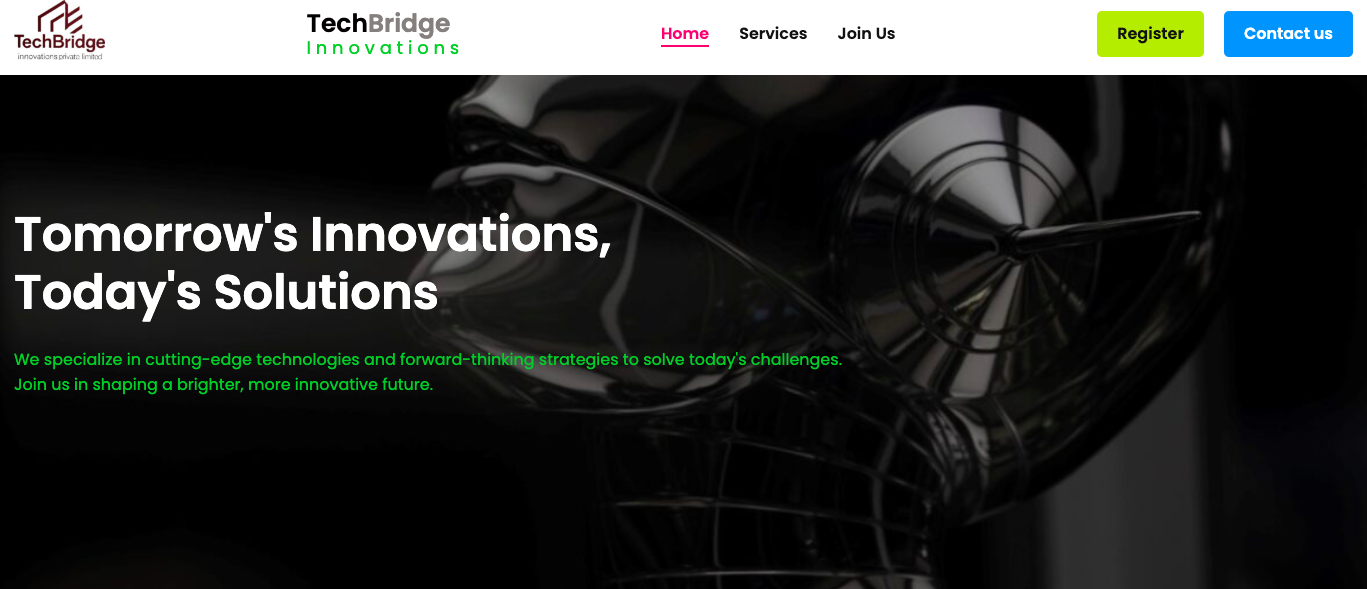 TechBridge
innovations private limited
TechBridge
Innovations
Home
Services
Join Us
Register
Contact us
Tomorrow's Innovations,
Today's Solutions
We specialize in cutting-edge technologies and forward-thinking strategies to solve today's challenges.
Join us in shaping a brighter, more innovative future.